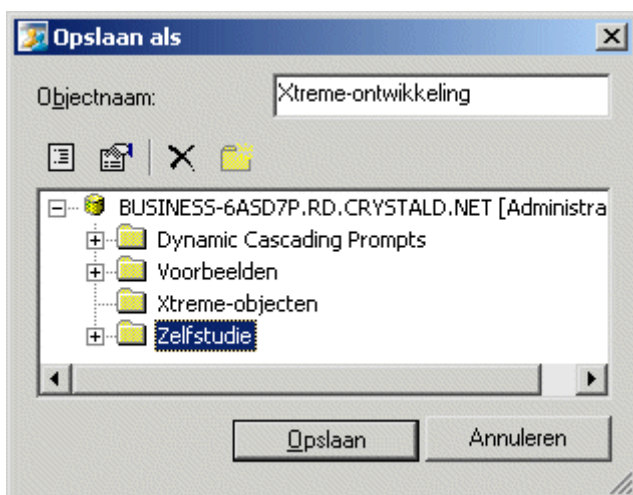 Opslaan als
Objectnaam: Xtreme-ontwikkeling
BUSINESS-6ASD7P.RD.CRYSTALD.NET [Administra
Dynamic Cascading Prompts
Voorbeelden
Xtreme-objecten
Zelfstudie
Opslaan Annuleren